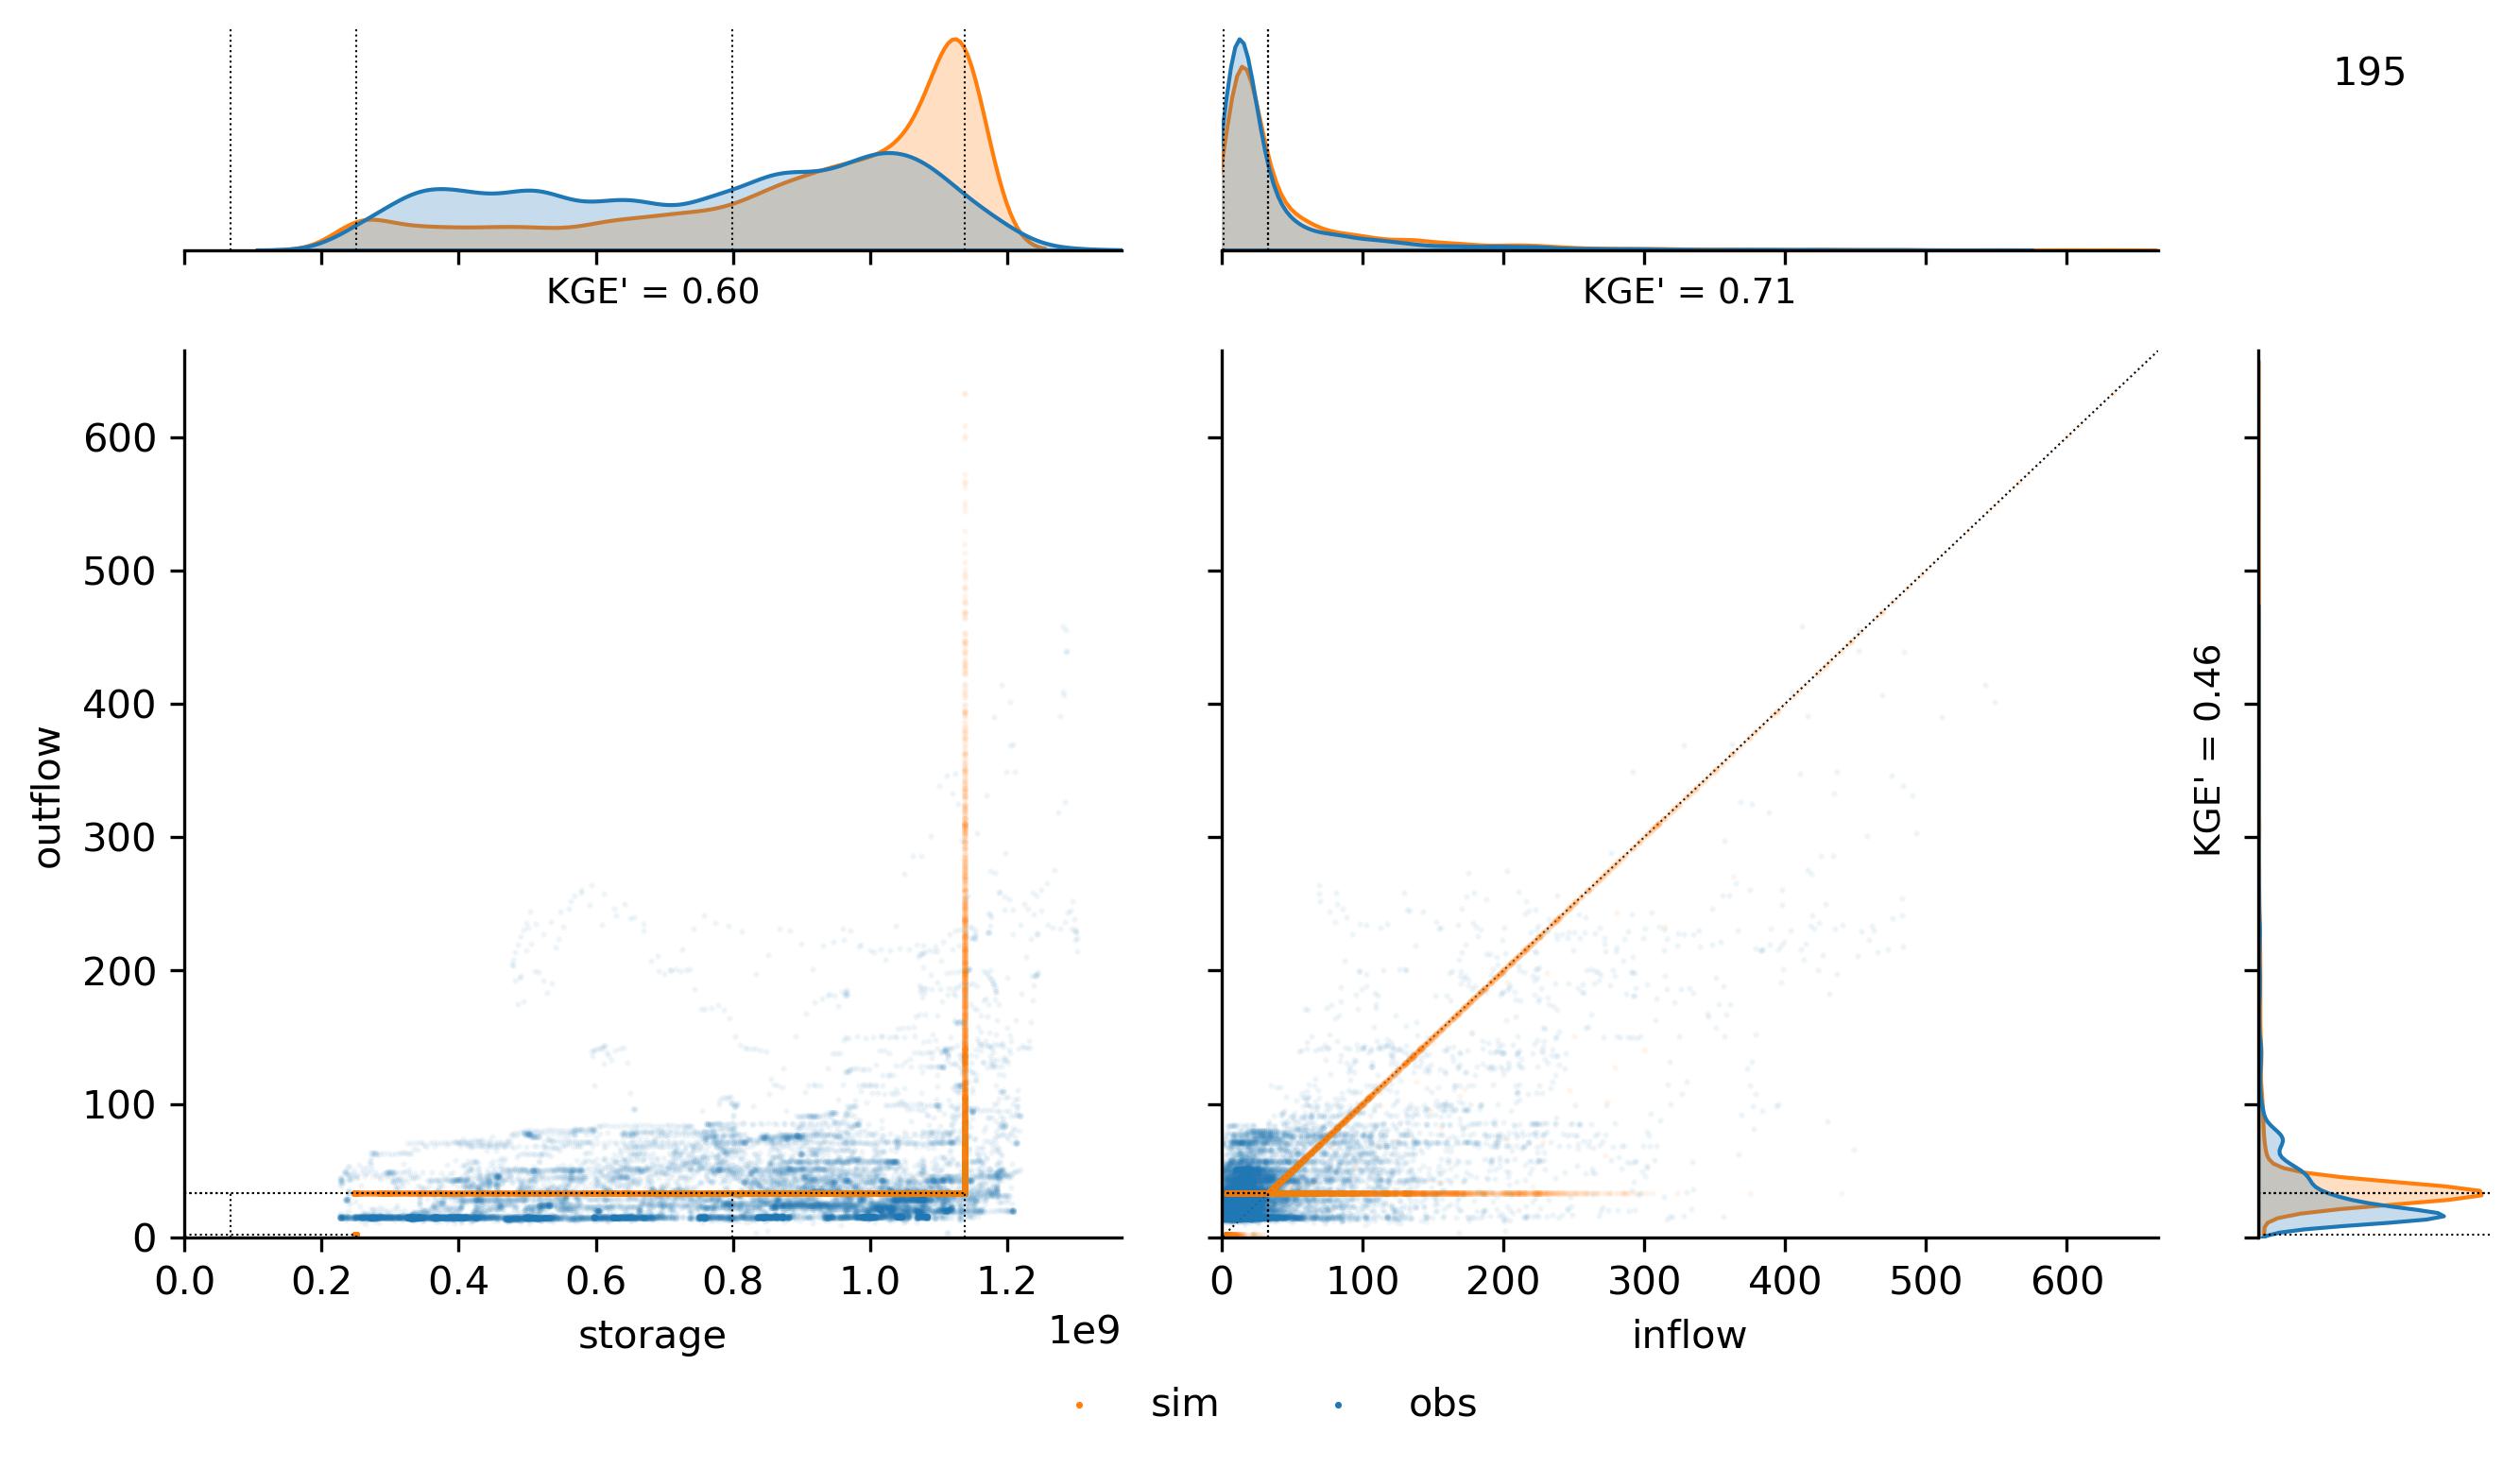 195
KGE' = 0.60
KGE' = 0.71
outflow
600
500
400
300
200
100
0
KGE' = 0.46
0.0 0.2 0.4 0.6 0.8 1.0 1.2
0 100 200 300 400 500 600
storage
1e9
inflow
sim obs